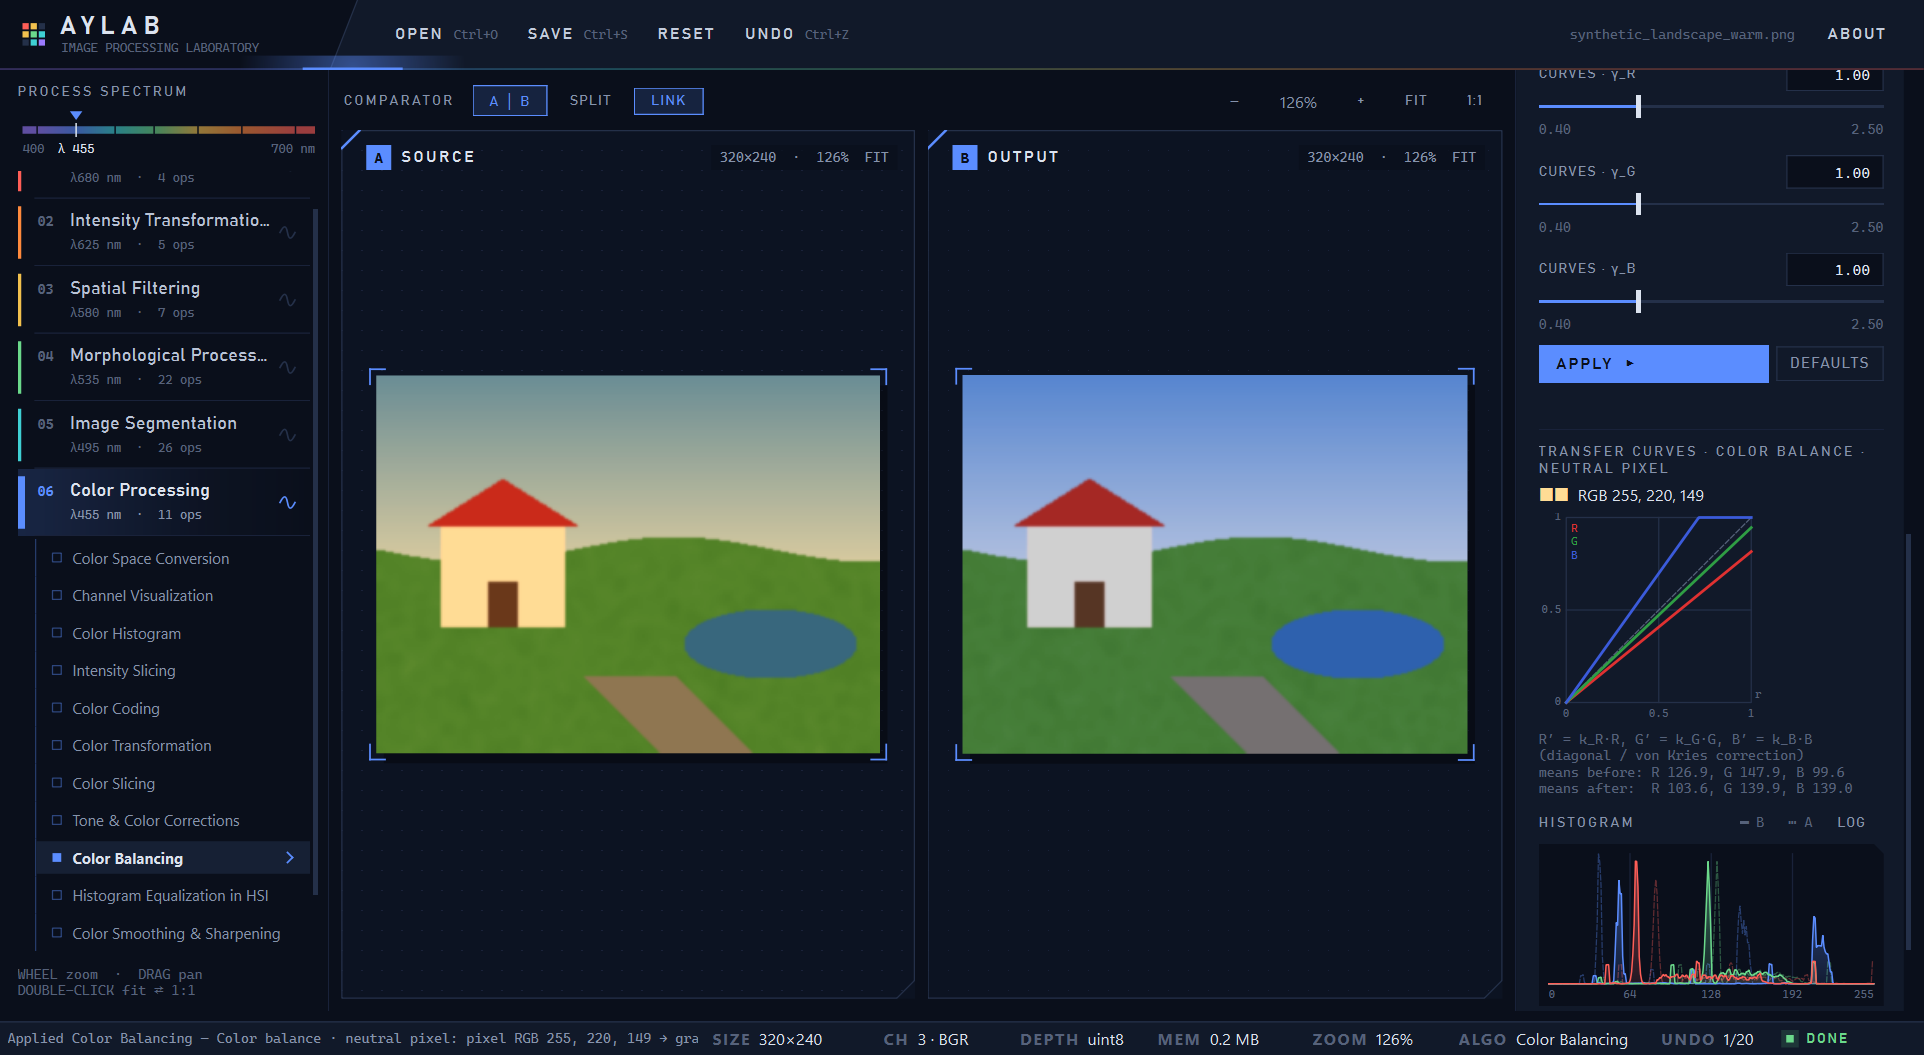 AYLAB
IMAGE PROCESSING LABORATORY
OPEN Ctrl+O SAVE Ctrl+S RESET UNDO Ctrl+Z
synthetic_landscape_warm.png ABOUT
PROCESS SPECTRUM
400 λ 455 700 nm
λ680 nm · 4 ops
02 Intensity Transformatio…
λ625 nm · 5 ops
03 Spatial Filtering
λ580 nm · 7 ops
04 Morphological Process…
λ535 nm · 22 ops
05 Image Segmentation
λ495 nm · 26 ops
06 Color Processing
λ455 nm · 11 ops
Color Space Conversion
Channel Visualization
Color Histogram
Intensity Slicing
Color Coding
Color Transformation
Color Slicing
Tone & Color Corrections
Color Balancing
Histogram Equalization in HSI
Color Smoothing & Sharpening
WHEEL zoom · DRAG pan
DOUBLE-CLICK fit ⇄ 1:1
COMPARATOR A | B SPLIT LINK
− 126% + FIT 1:1
A SOURCE 320×240 · 126% FIT
B OUTPUT 320×240 · 126% FIT
CURVES · γ_R 1.00
0.40 2.50
CURVES · γ_G 1.00
0.40 2.50
CURVES · γ_B 1.00
0.40 2.50
APPLY ▸ DEFAULTS
TRANSFER CURVES · COLOR BALANCE ·
NEUTRAL PIXEL
RGB 255, 220, 149
1
R
G
B
0.5
0
r
0 0.5 1
R′ = k_R·R, G′ = k_G·G, B′ = k_B·B
(diagonal / von Kries correction)
means before: R 126.9, G 147.9, B 99.6
means after: R 103.6, G 139.9, B 139.0
HISTOGRAM B A LOG
0 64 128 192 255
Applied Color Balancing — Color balance · neutral pixel: pixel RGB 255, 220, 149 → gra SIZE 320×240 CH 3 · BGR DEPTH uint8 MEM 0.2 MB ZOOM 126% ALGO Color Balancing UNDO 1/20 DONE